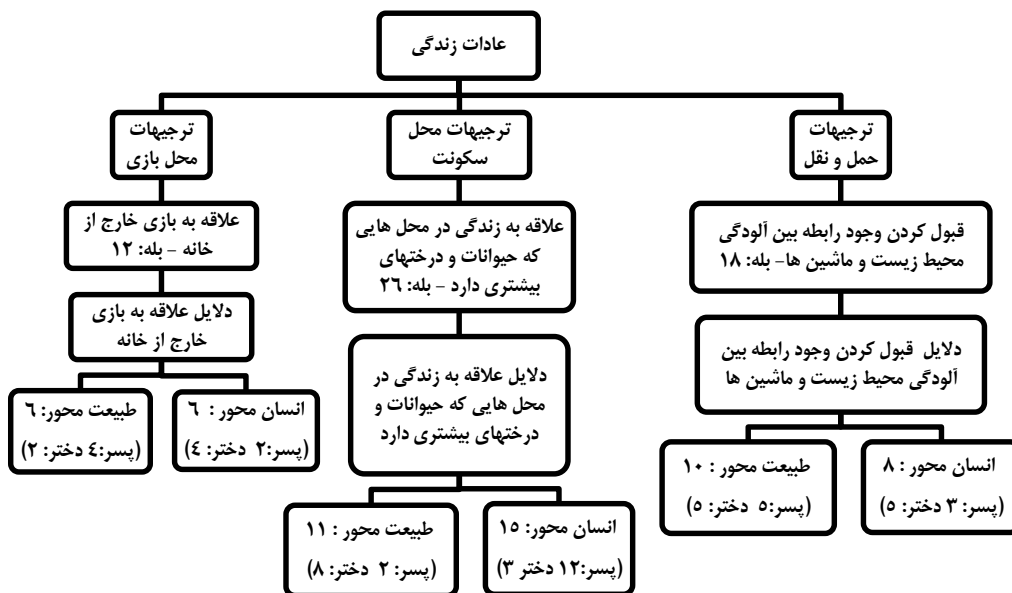 عادات زندگی
ترجیهات
حمل و نقل
ترجیهات محل
سکونت
ترجیهات
محل بازی
قبول کردن وجود رابطه بین آلودگی
محیط زیست و ماشین ها- بله: ۱۸
علاقه به زندگی در محل هایی
که حیوانات و درختهای
بیشتری دارد - بله: ۲٦
علاقه به بازی خارج از
خانه - بله: ۱۲
دلایل قبول کردن وجود رابطه بین
آلودگی محیط زیست و ماشین ها
دلایل علاقه به زندگی در
محل هایی که حیوانات و
درختهای بیشتری دارد
دلایل علاقه به بازی
خارج از خانه
انسان محور : ۸
(پسر: ۳ دختر: ٥)
طبیعت محور : ۱۰
(پسر:٥ دختر: ٥)
انسان محور: ۱٥
(پسر:۱۲ دختر ۳)
طبیعت محور : ۱۱
(پسر: ۲ دختر: ۸)
انسان محور : ٦
(پسر:۲ دختر: ٤)
طبیعت محور: ٦
(پسر:٤ دختر: ۲)